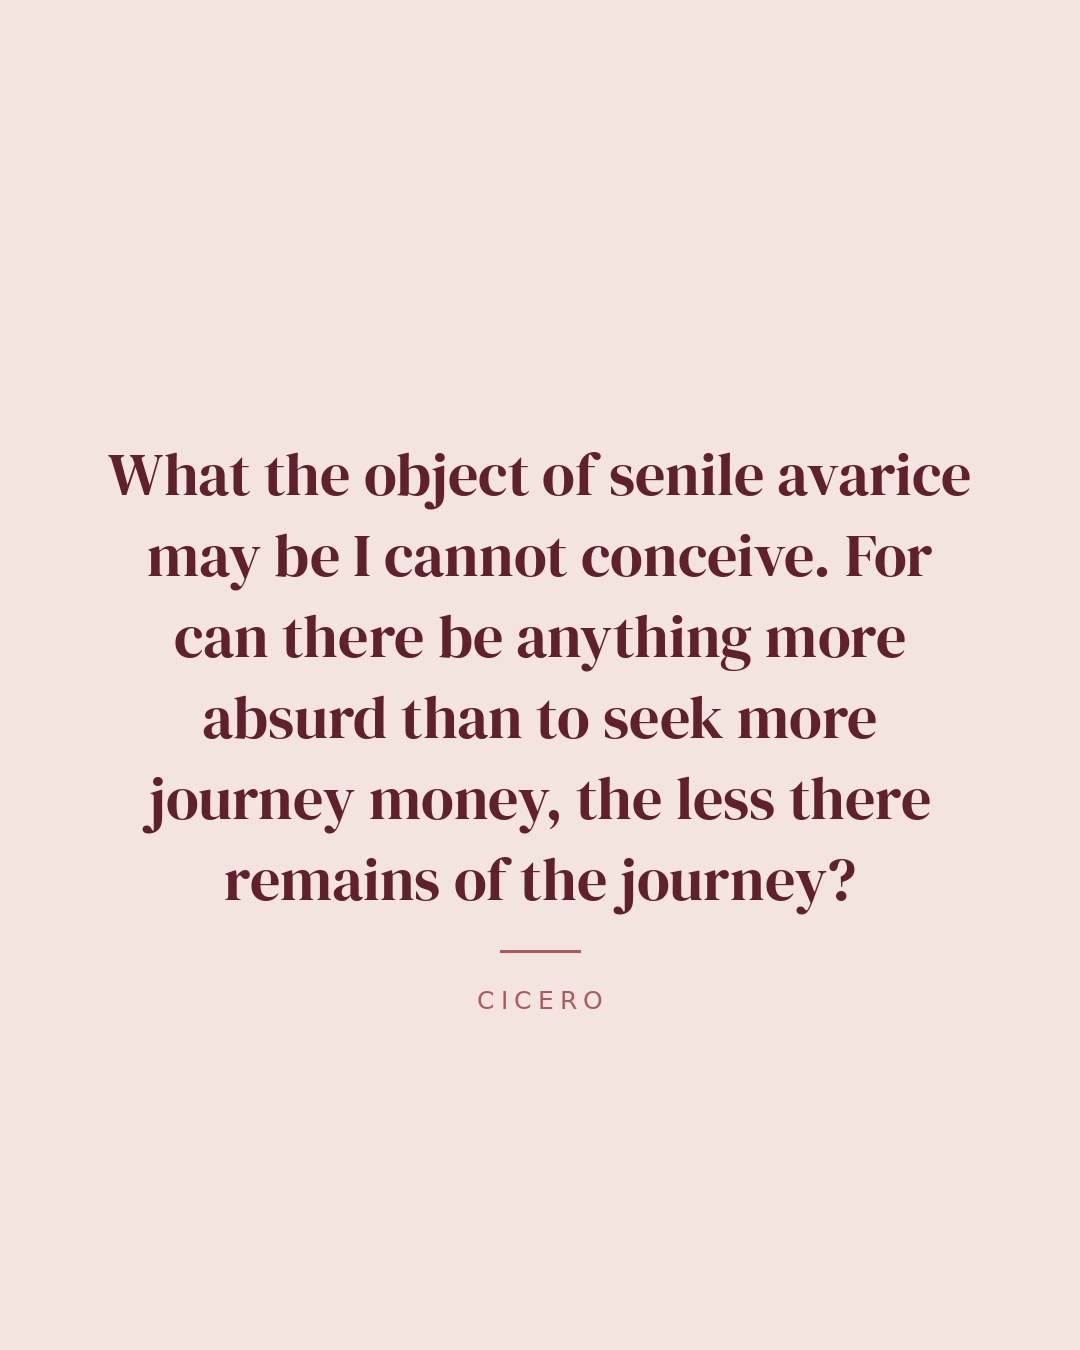 What the object of senile avarice
may be I cannot conceive. For
can there be anything more
absurd than to seek more
journey money, the less there
remains of the journey?
CICERO